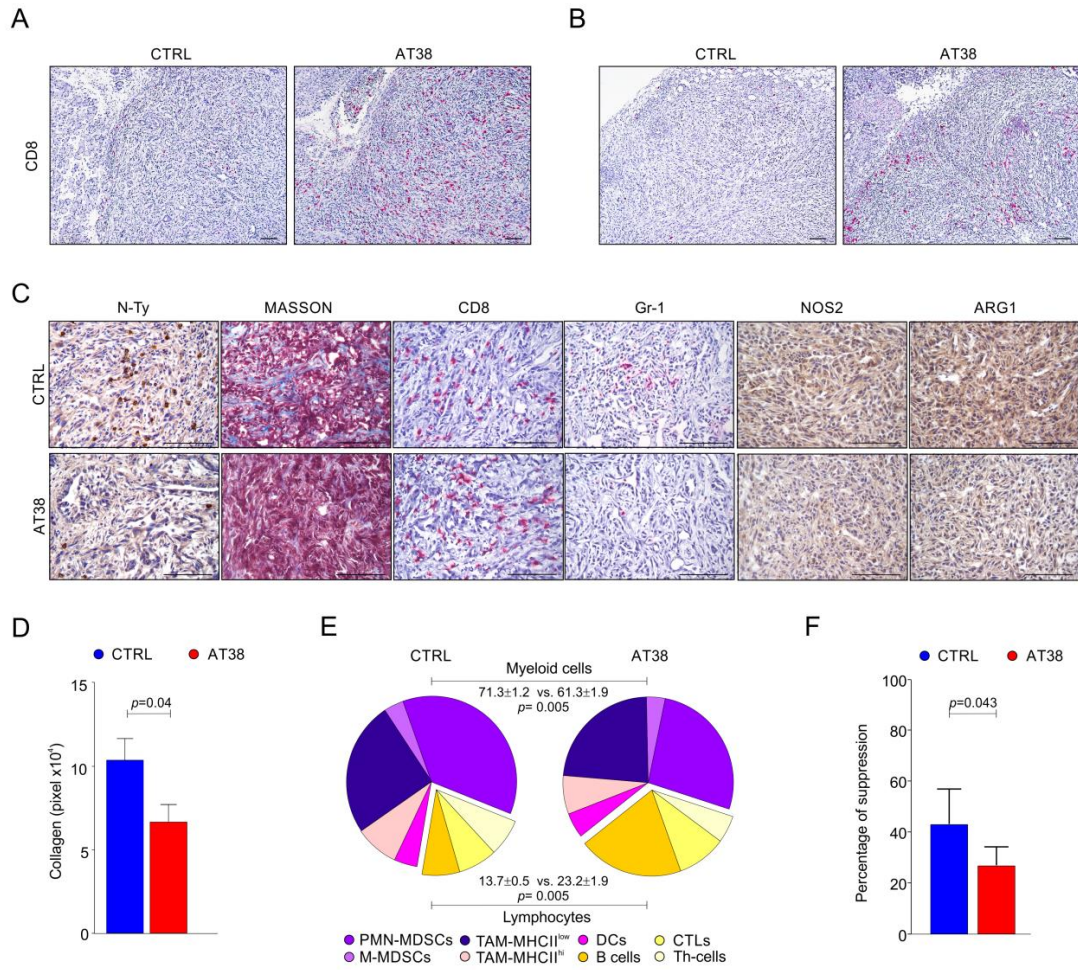 A
B
CTRL
AT38
CTRL
AT38
CD8
C
N-Ty
MASSON
CD8
Gr-1
NOS2
ARG1
CTRL
AT38
D
E
F
CTRL
AT38
CTRL
AT38
CTRL
AT38
Myeloid cells
71.3±1.2 vs. 61.3±1.9
p= 0.005
15
p=0.04
10
5
0
Collagen (pixel x10⁴)
13.7±0.5 vs. 23.2±1.9
p= 0.005
Lymphocytes
100
80
p=0.043
60
40
20
0
Percentage of suppression
PMN-MDSCs
TAM-MHCIIˡᵒʷ
DCs
CTLs
M-MDSCs
TAM-MHCIIʰⁱ
B cells
Th-cells